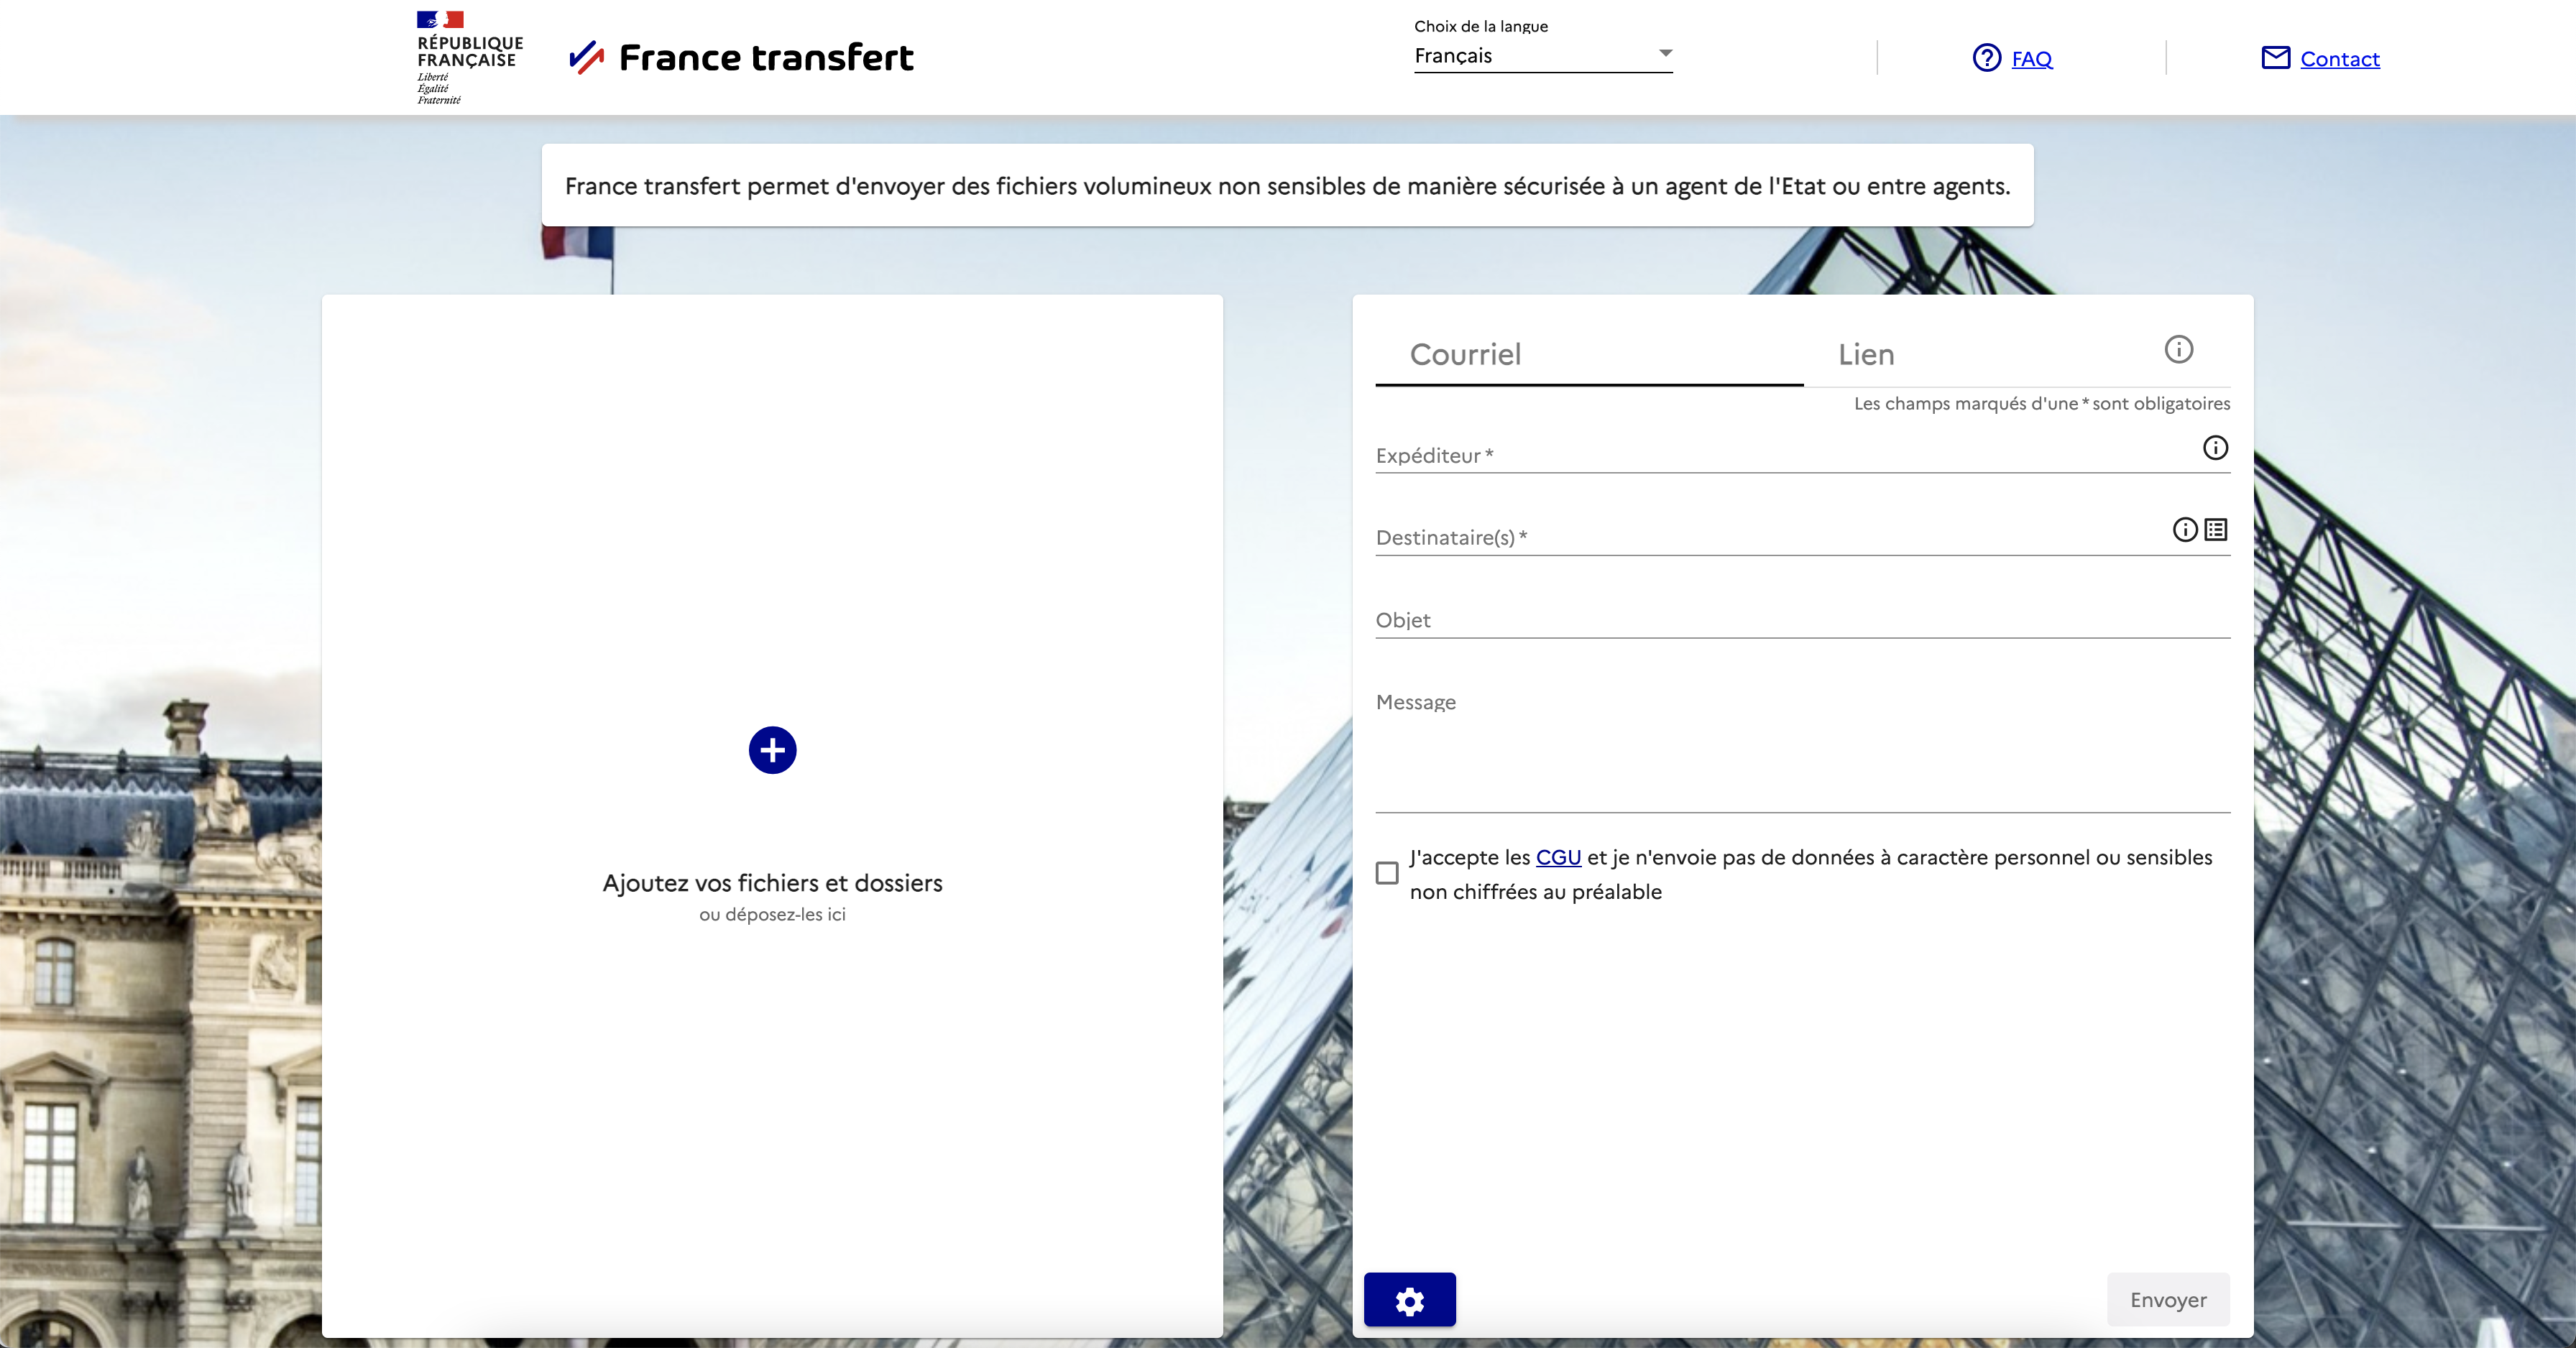 RÉPUBLIQUE
FRANÇAISE
Liberté
Égalité
Fraternité
France transfert
Choix de la langue
Français
FAQ
Contact
France transfert permet d'envoyer des fichiers volumineux non sensibles de manière sécurisée à un agent de l'Etat ou entre agents.
Ajoutez vos fichiers et dossiers
ou déposez-les ici
Courriel
Lien
Les champs marqués d'une * sont obligatoires
Expéditeur *
Destinataire(s) *
Objet
Message
J'accepte les CGU et je n'envoie pas de données à caractère personnel ou sensibles
non chiffrées au préalable
Envoyer